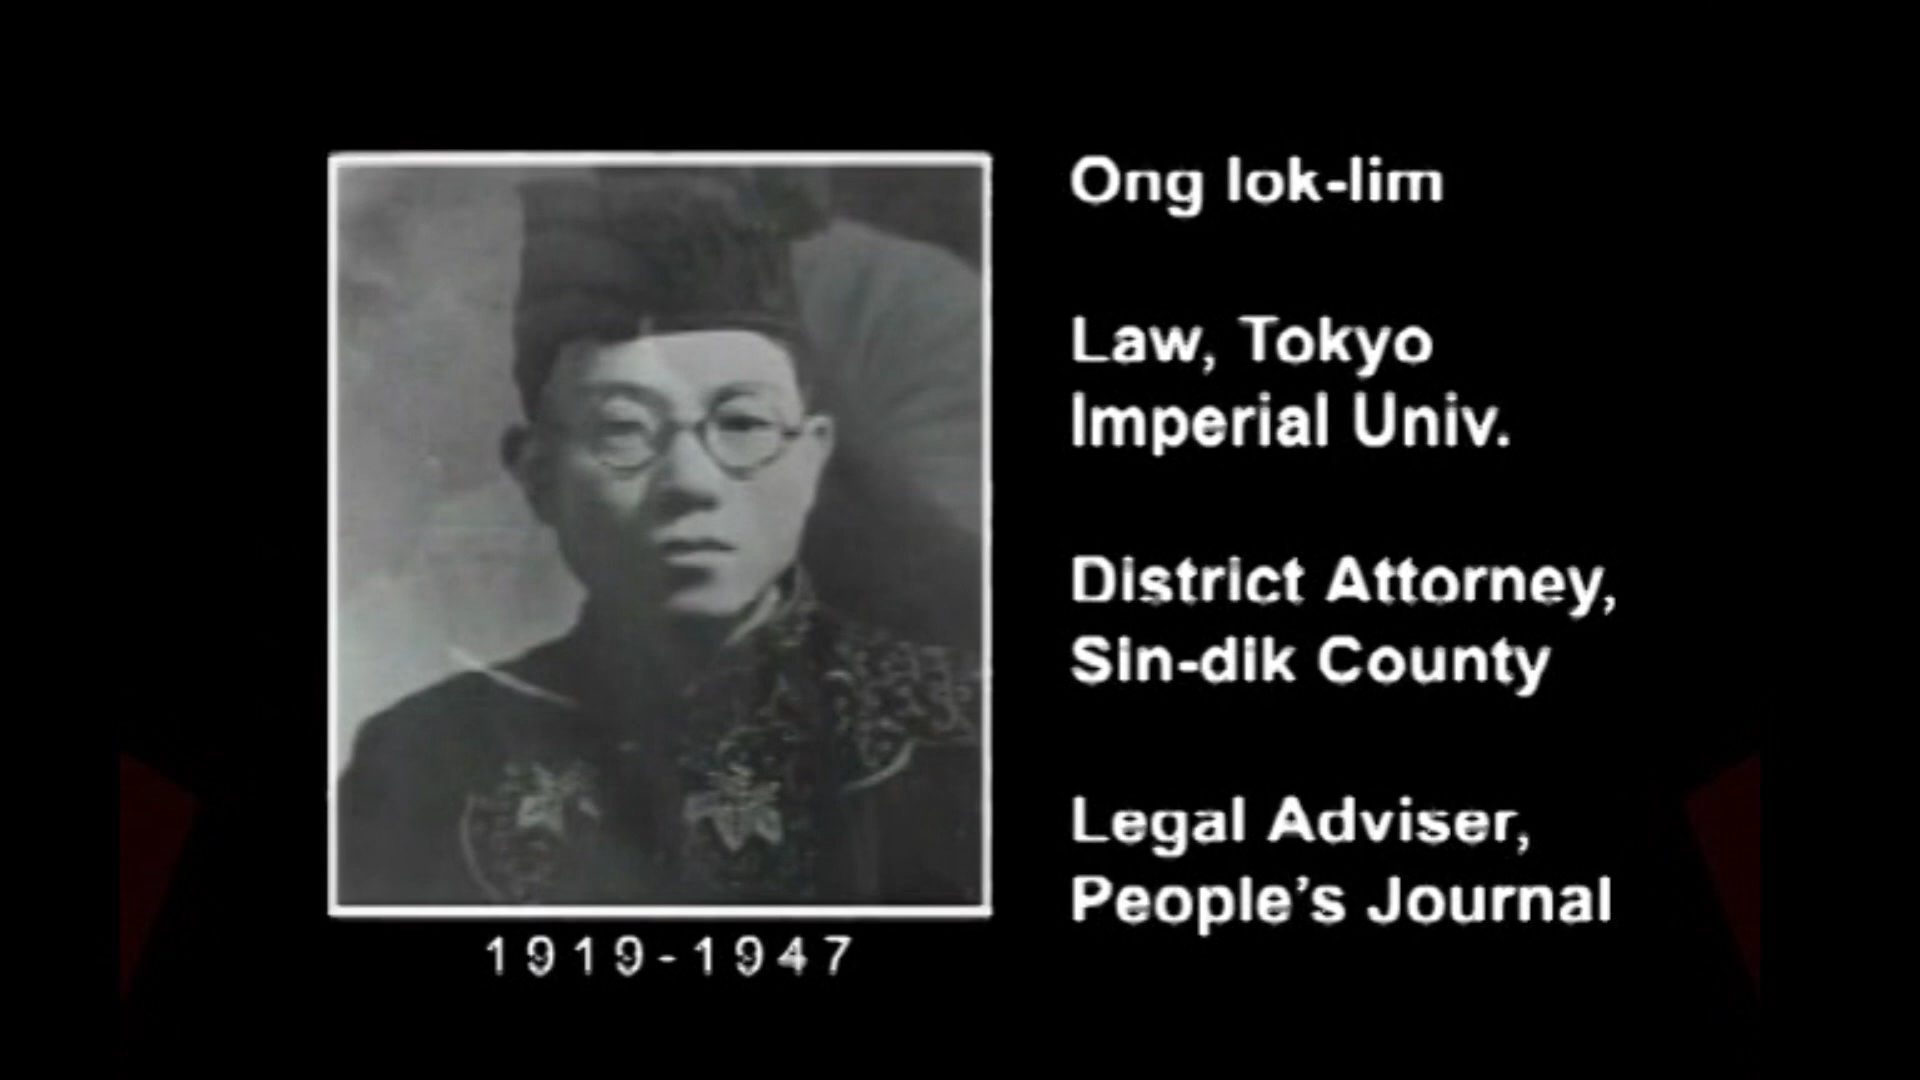 Ong Iok-lim
Law, Tokyo
Imperial Univ.
District Attorney,
Sin-dik County
Legal Adviser,
People's Journal
1919-1947